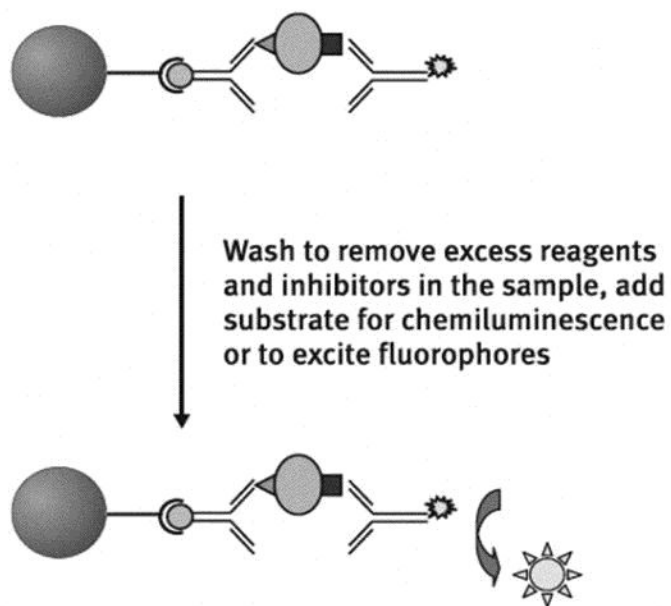 Wash to remove excess reagents
and inhibitors in the sample, add
substrate for chemiluminescence
or to excite fluorophores